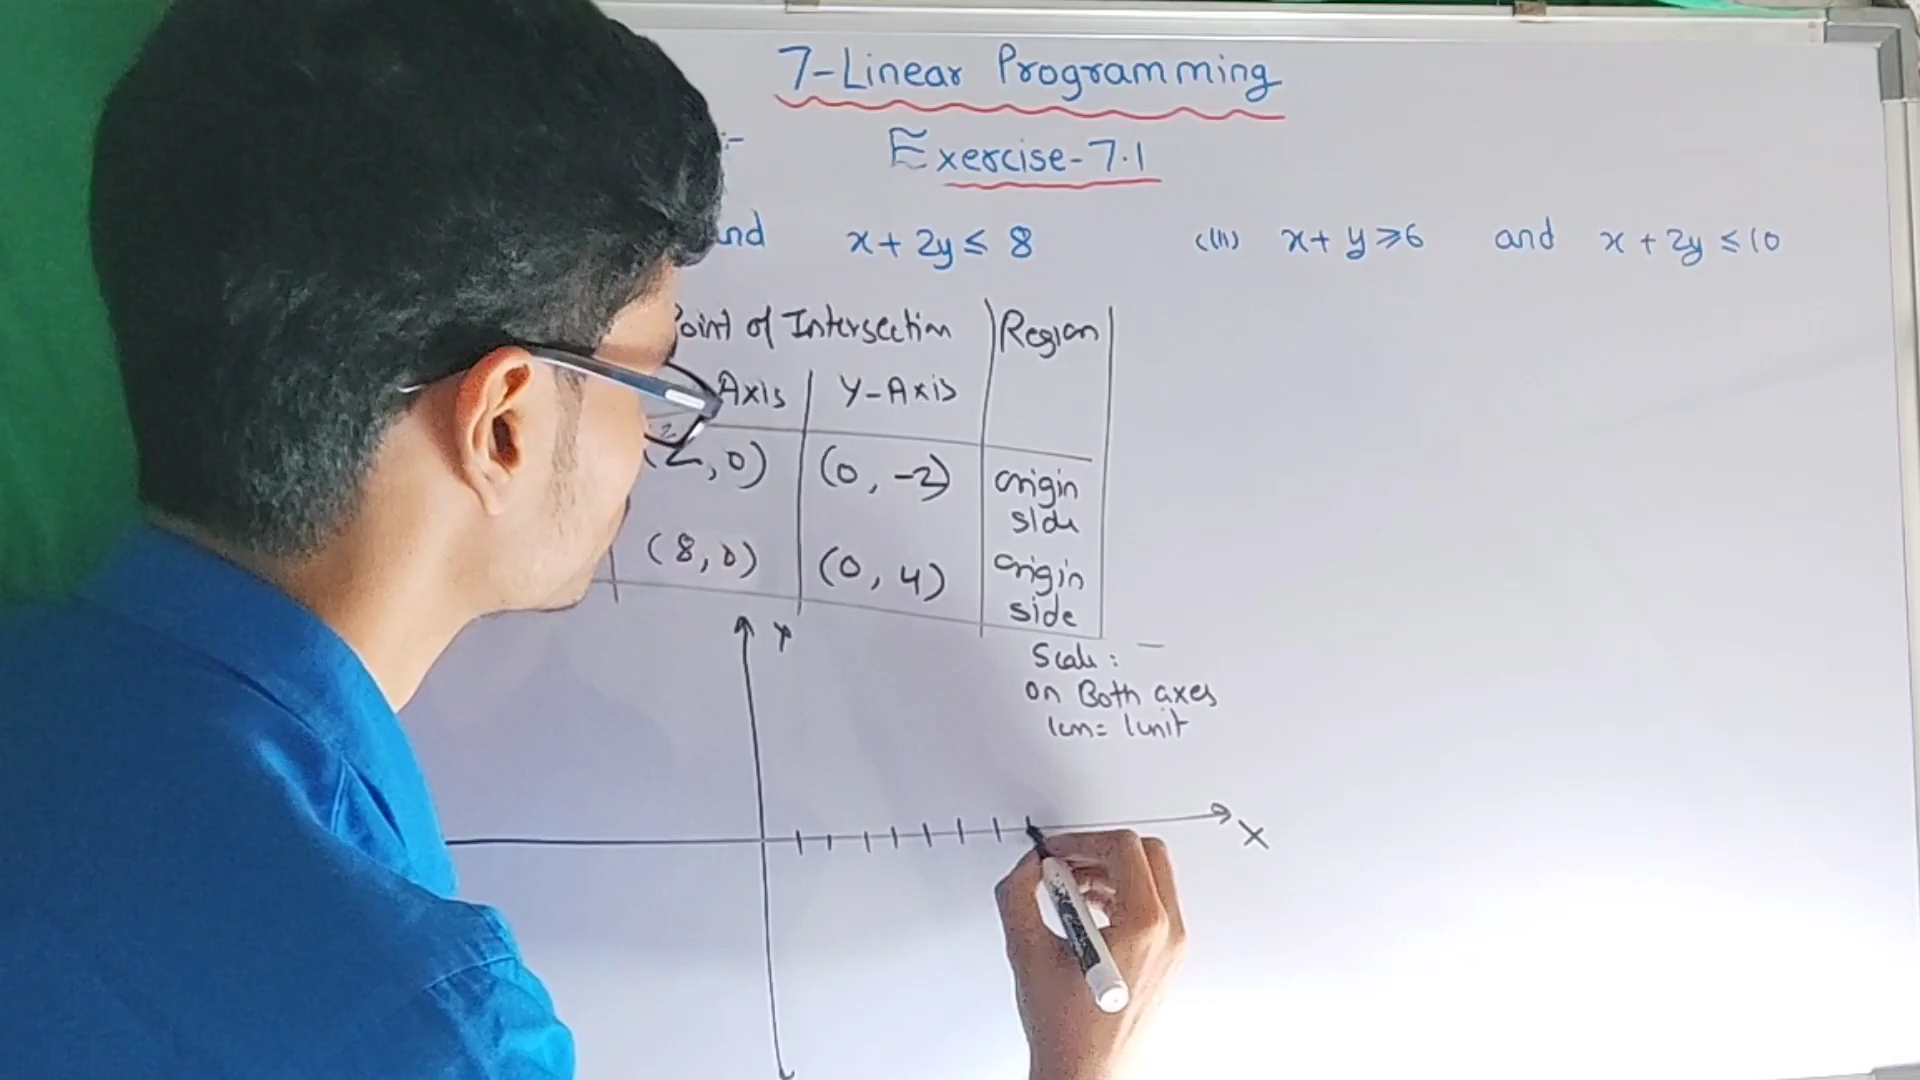 7-Linear Programming
Exercise-7.1
and x + 2y ≤ 8 (iii) x + y ≥ 6 and x + 2y ≤ 10
Point of Intersection Region
Axis Y-Axis
(2,0) (0, -2) origin side
(8,0) (0, 4) origin side
Y
Scale: —
on Both axes
1cm = 1unit
X